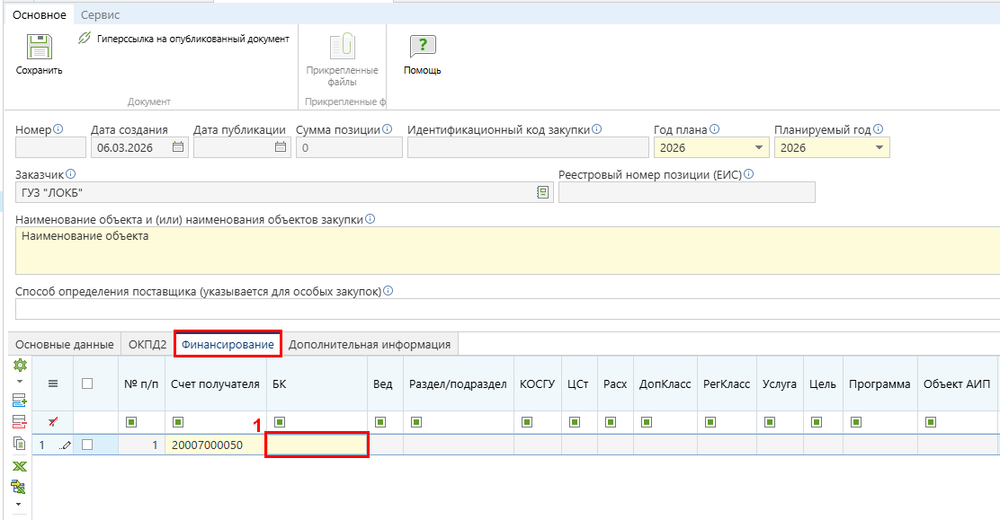 Основное Сервис
Гиперссылка на опубликованный документ
Сохранить Прикрепленные файлы Помощь
Документ Прикрепленные ф
Номер Дата создания Дата публикации Сумма позиции Идентификационный код закупки Год плана Планируемый год
06.03.2026 0 2026 2026
Заказчик Реестровый номер позиции (ЕИС)
ГУЗ "ЛОКБ"
Наименование объекта и (или) наименования объектов закупки
Наименование объекта
Способ определения поставщика (указывается для особых закупок)
Основные данные ОКПД2 Финансирование Дополнительная информация
№ п/п Счет получателя БК Вед Раздел/подраздел КОСГУ ЦСт Расх ДопКласс РегКласс Услуга Цель Программа Объект АИП
1
1 1 20007000050